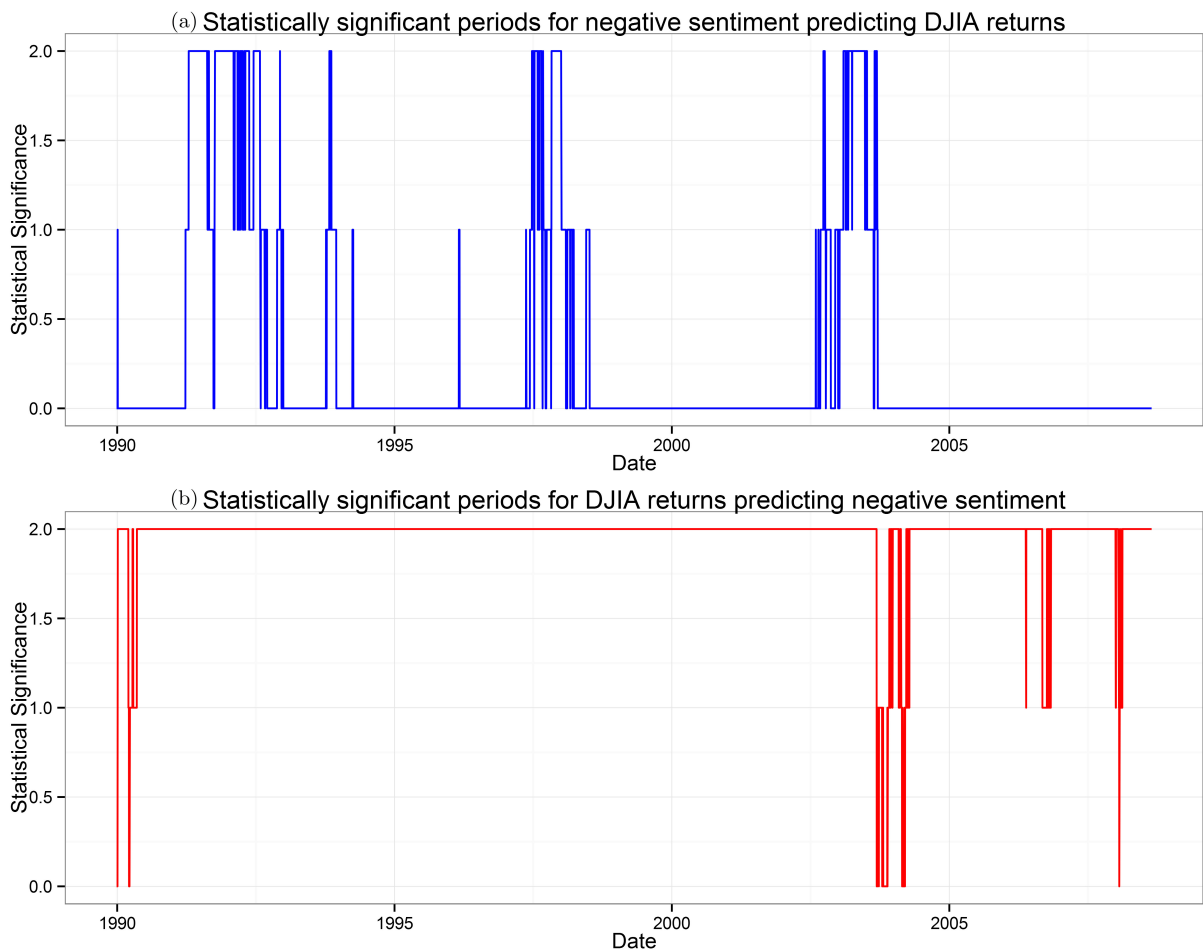 (a) Statistically significant periods for negative sentiment predicting DJIA returns
Statistical Significance
2.0
1.5
1.0
0.5
0.0
1990 1995 2000 2005
Date
(b) Statistically significant periods for DJIA returns predicting negative sentiment
Statistical Significance
2.0
1.5
1.0
0.5
0.0
1990 1995 2000 2005
Date